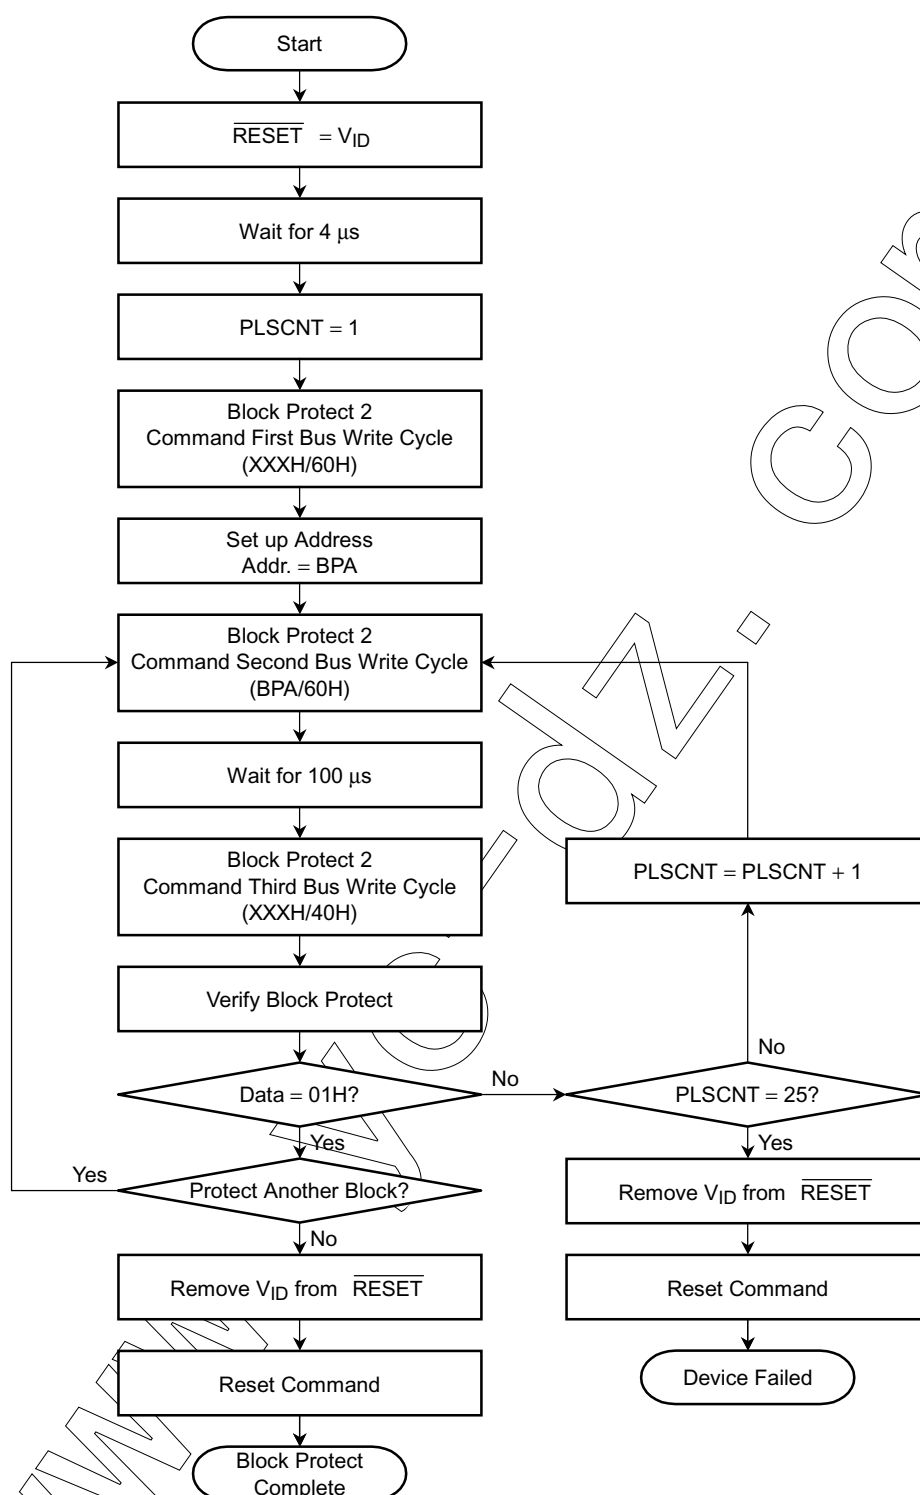 Start
RESET = VID
Wait for 4 μs
PLSCNT = 1
Block Protect 2
Command First Bus Write Cycle
(XXXH/60H)
Set up Address
Addr. = BPA
Block Protect 2
Command Second Bus Write Cycle
(BPA/60H)
Wait for 100 μs
Block Protect 2
Command Third Bus Write Cycle
(XXXH/40H)
Verify Block Protect
Data = 01H?
No
Yes
Protect Another Block?
Yes
No
Remove VID from RESET
Reset Command
Block Protect
Complete
PLSCNT = PLSCNT + 1
No
PLSCNT = 25?
Yes
Remove VID from RESET
Reset Command
Device Failed